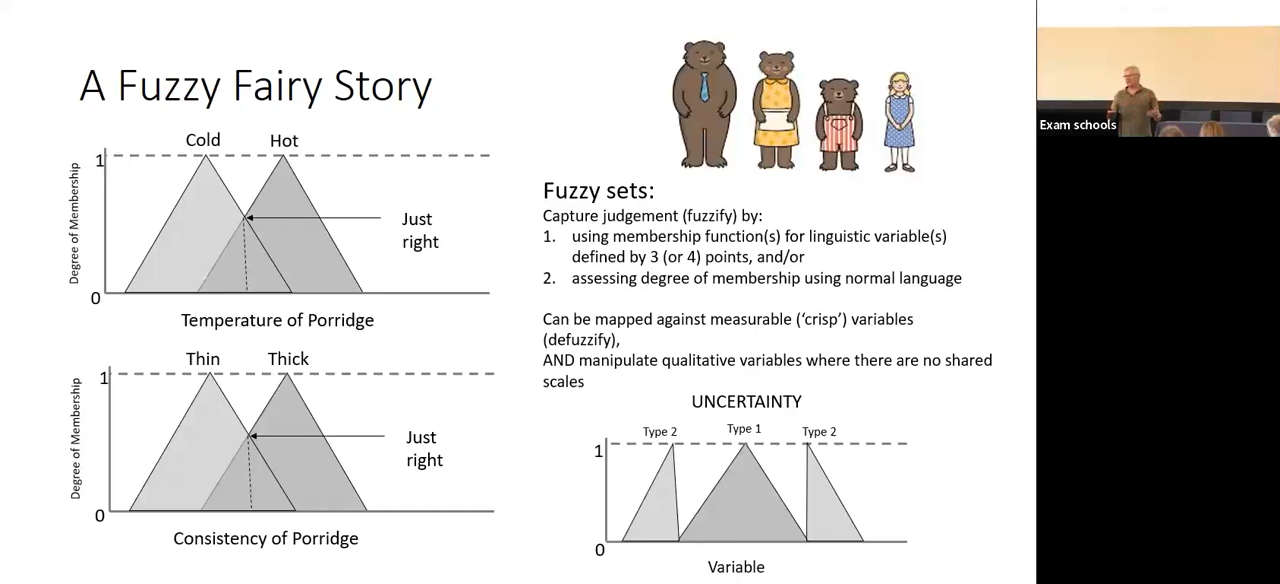 A Fuzzy Fairy Story
Cold
Hot
1
Degree of Membership
Just
right
0
Temperature of Porridge
Thin
Thick
1
Degree of Membership
Just
right
0
Consistency of Porridge
Fuzzy sets:
Capture judgement (fuzzify) by:
1. using membership function(s) for linguistic variable(s)
defined by 3 (or 4) points, and/or
2. assessing degree of membership using normal language
Can be mapped against measurable (‘crisp’) variables
(defuzzify),
AND manipulate qualitative variables where there are no shared
scales
UNCERTAINTY
Type 2
Type 1
Type 2
1
0
Variable
Exam schools